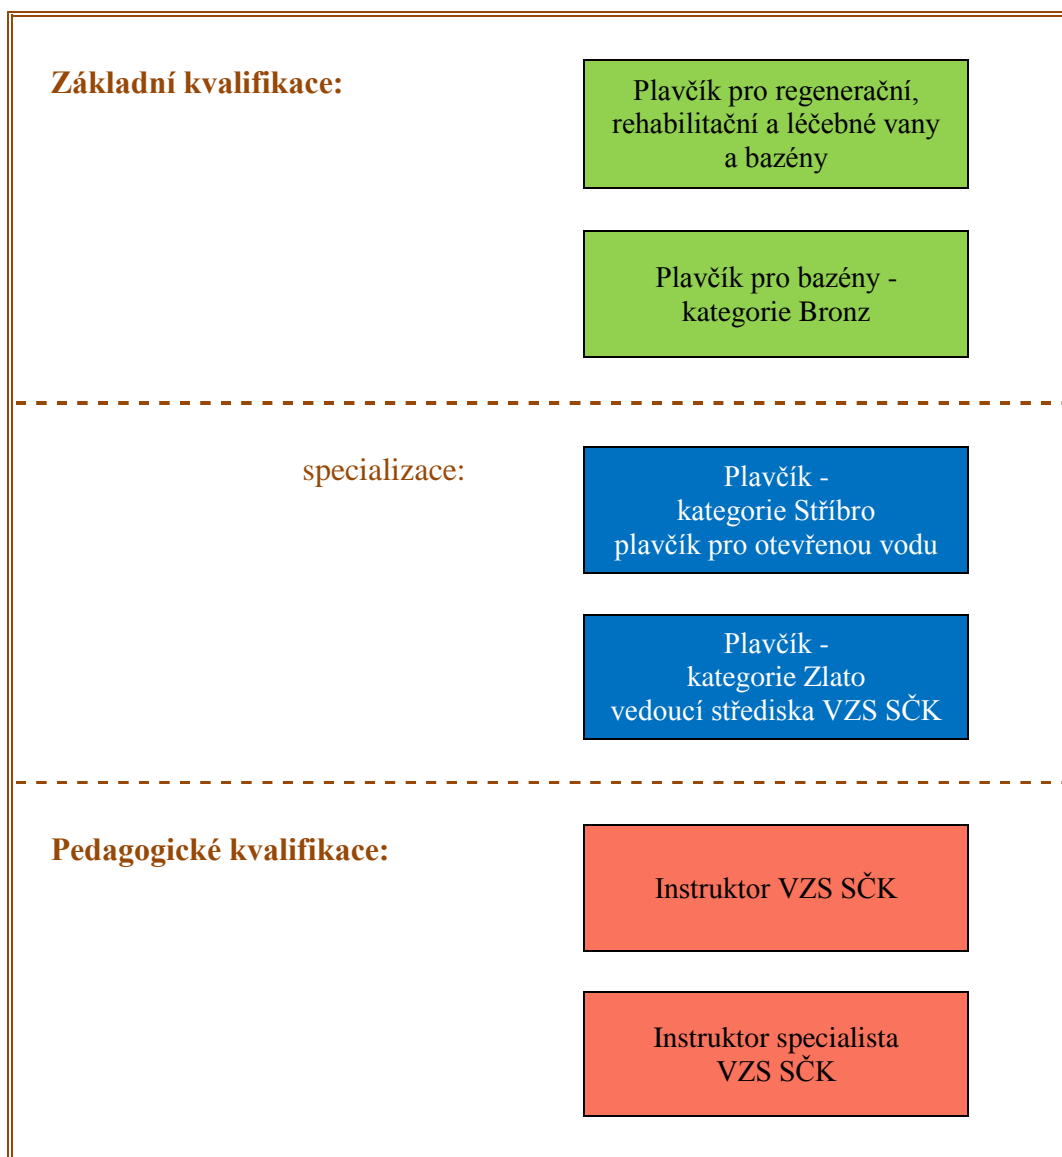 Základní kvalifikace:
Plavčík pro regenerační,
rehabilitační a léčebné vany
a bazény
Plavčík pro bazény -
kategorie Bronz
specializace:
Plavčík -
kategorie Stříbro
plavčík pro otevřenou vodu
Plavčík -
kategorie Zlato
vedoucí střediska VZS SČK
Pedagogické kvalifikace:
Instruktor VZS SČK
Instruktor specialista
VZS SČK